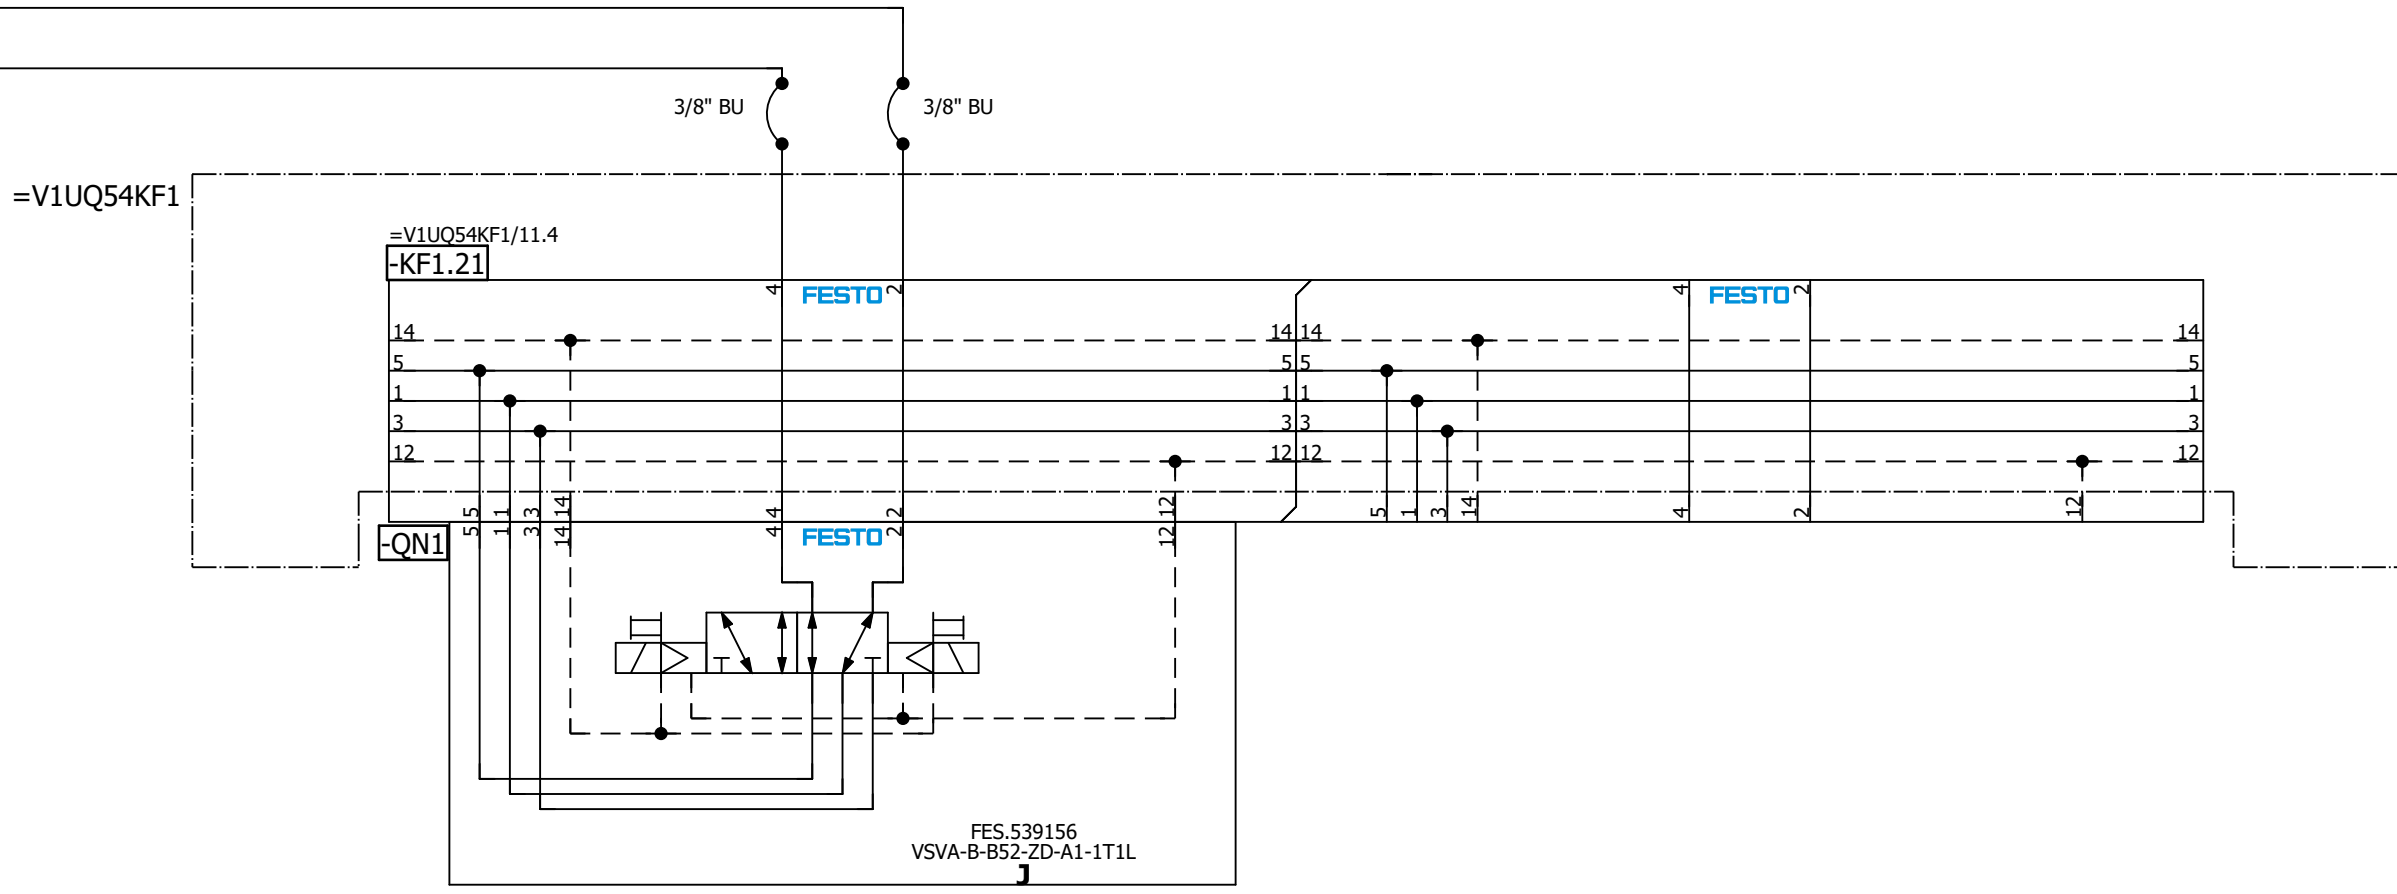 3/8" BU 3/8" BU
=V1UQ54KF1
=V1UQ54KF1/11.4
-KF1.21
4 FESTO 2 4 FESTO 2
14 14 14 14
5 5 5 5
1 1 1 1
3 3 3 3
12 12 12 12
5 1 3 14 4 2 12 5 1 3 14 4 2 12
-QN1
5 1 3 14 4 FESTO 2 12
FES.539156
VSVA-B-B52-ZD-A1-1T1L
J